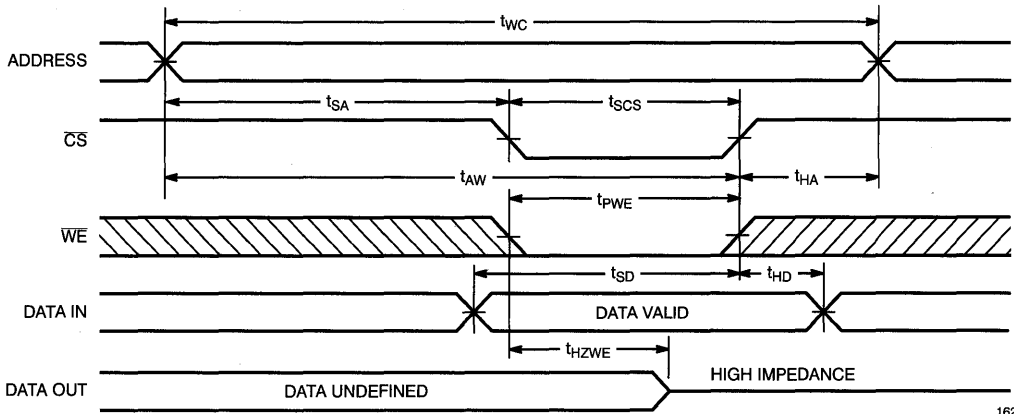 tWC
ADDRESS
tSA tSCS
CS
tAW tHA
tPWE
WE
tSD tHD
DATA IN DATA VALID
tHZWE
DATA OUT DATA UNDEFINED HIGH IMPEDANCE
162